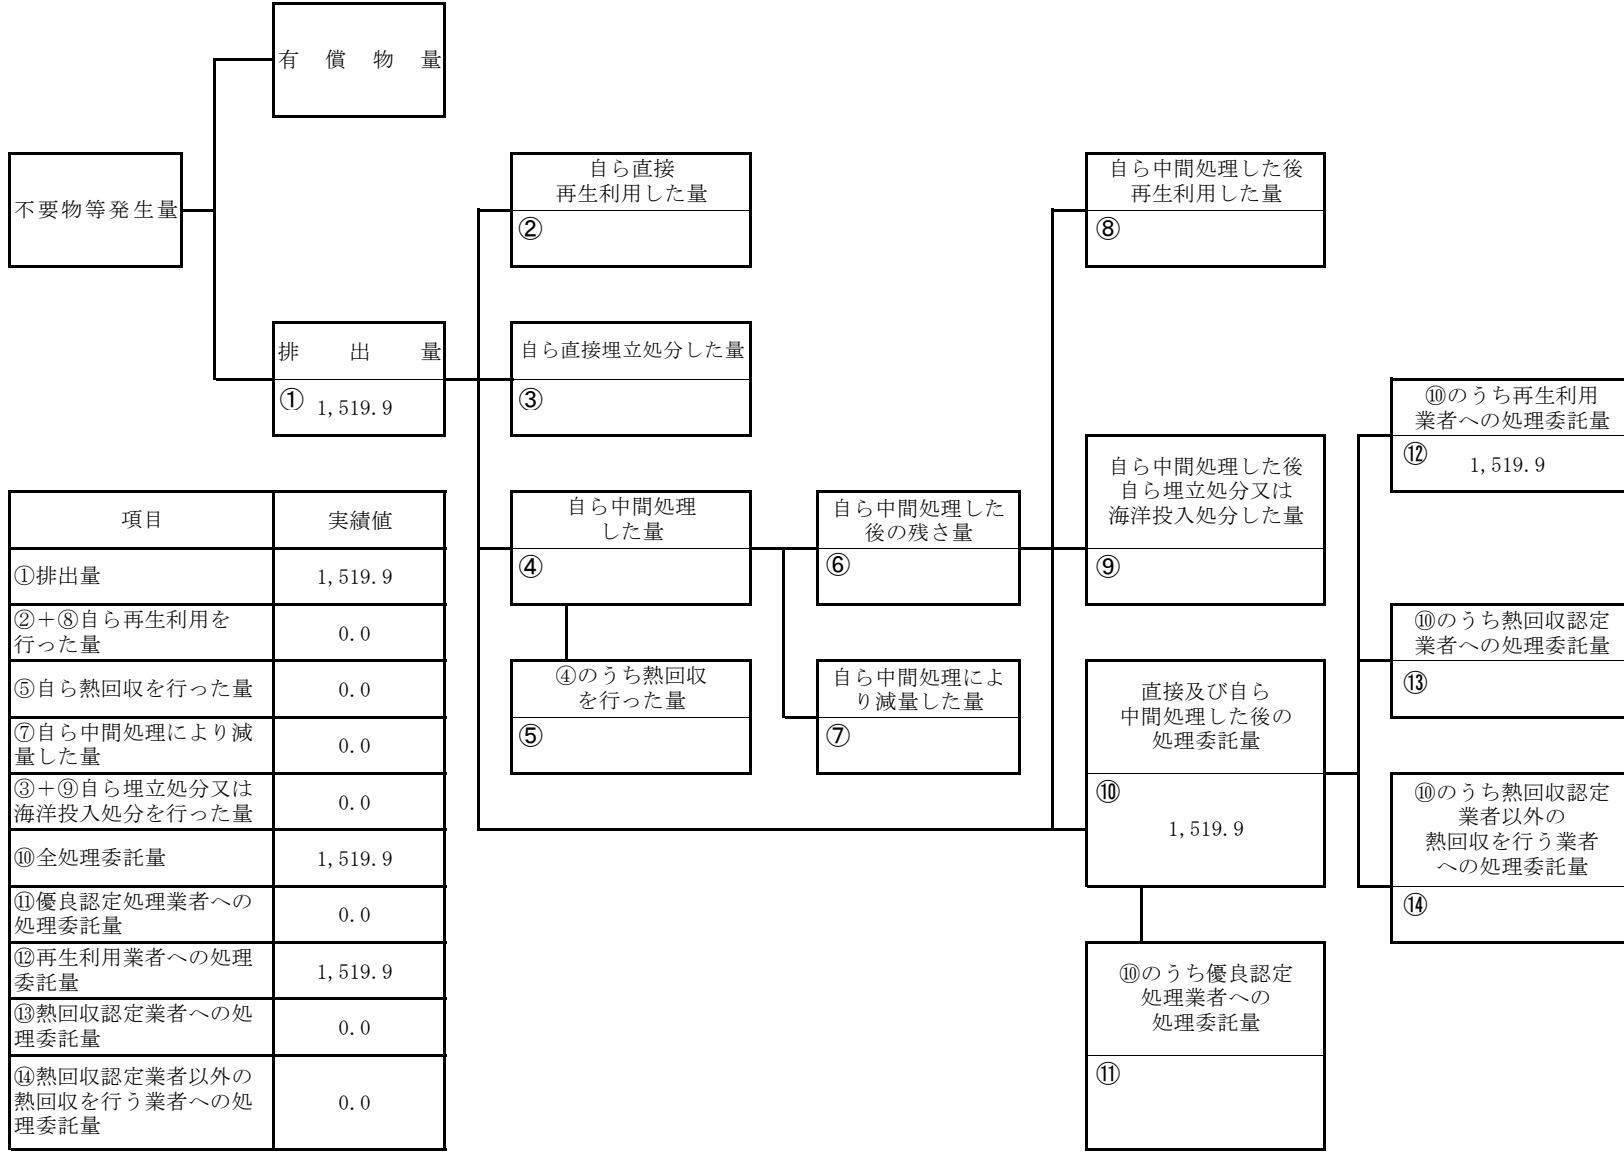 有償物量
不要物等発生量
排出量
① 1,519.9
自ら直接
再生利用した量
②
自ら直接埋立処分した量
③
自ら中間処理
した量
④
④のうち熱回収
を行った量
⑤
自ら中間処理した
後の残さ量
⑥
自ら中間処理によ
り減量した量
⑦
自ら中間処理した後
再生利用した量
⑧
自ら中間処理した後
自ら埋立処分又は
海洋投入処分した量
⑨
直接及び自ら
中間処理した後の
処理委託量
⑩
1,519.9
⑩のうち優良認定
処理業者への
処理委託量
⑪
⑩のうち再生利用
業者への処理委託量
⑫ 1,519.9
⑩のうち熱回収認定
業者への処理委託量
⑬
⑩のうち熱回収認定
業者以外の
熱回収を行う業者
への処理委託量
⑭
項目 実績値
①排出量 1,519.9
②＋⑧自ら再生利用を
行った量 0.0
⑤自ら熱回収を行った量 0.0
⑦自ら中間処理により減
量した量 0.0
③＋⑨自ら埋立処分又は
海洋投入処分を行った量 0.0
⑩全処理委託量 1,519.9
⑪優良認定処理業者への
処理委託量 0.0
⑫再生利用業者への処理
委託量 1,519.9
⑬熱回収認定業者への処
理委託量 0.0
⑭熱回収認定業者以外の
熱回収を行う業者への処
理委託量 0.0